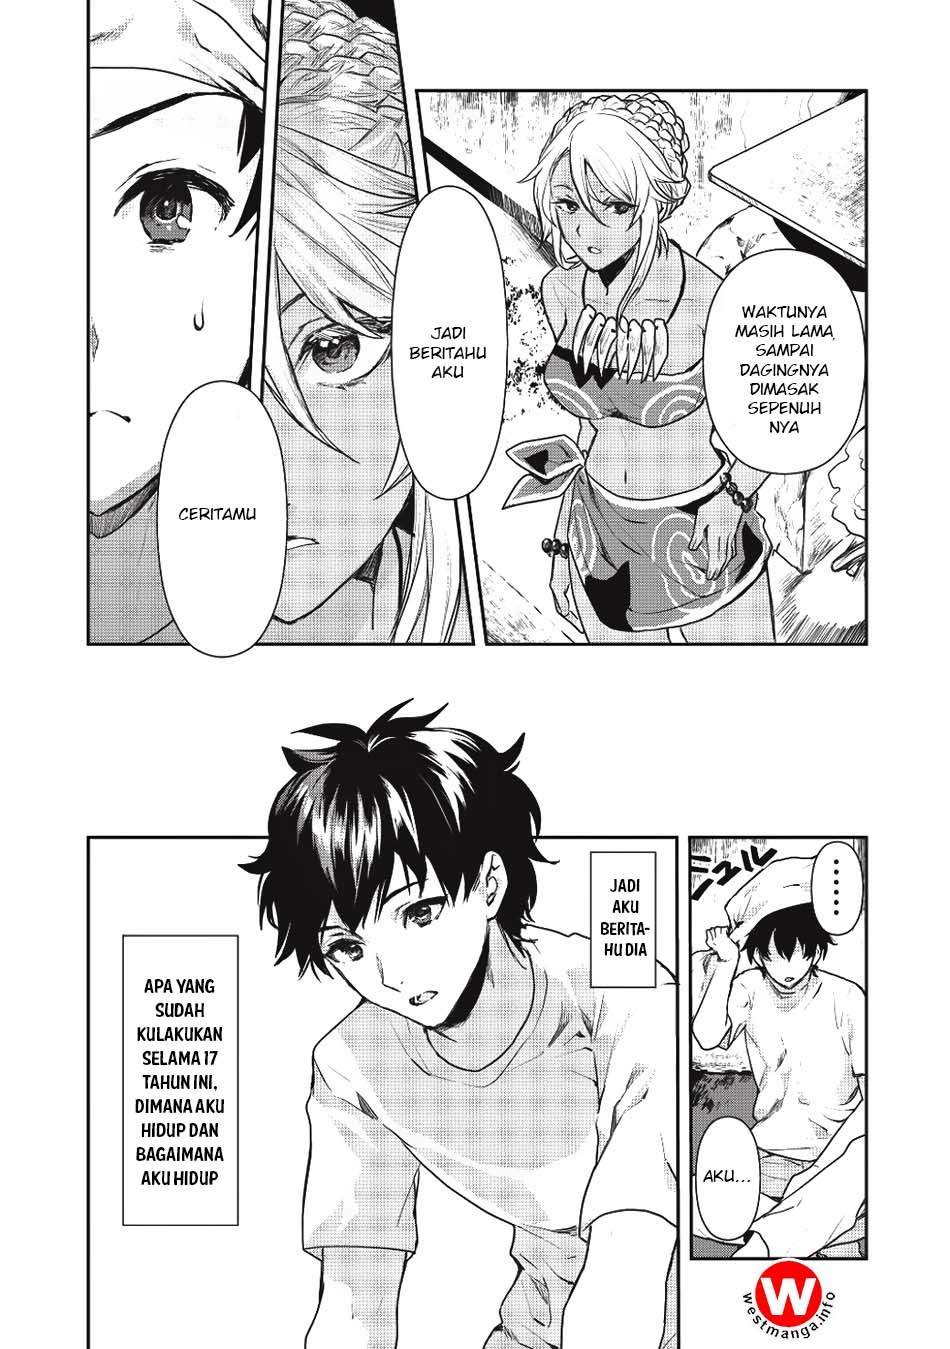 WAKTUNYA
MASIH LAMA
SAMPAI
DAGINGNYA
DIMASAK
SEPENUH
NYA
JADI
BERITAHU
AKU
CERITAMU
......
AKU...
JADI
AKU
BERITA-
HU DIA
APA YANG
SUDAH
KULAKUKAN
SELAMA 17
TAHUN INI,
DIMANA AKU
HIDUP DAN
BAGAIMANA
AKU HIDUP
W
westmanga.info